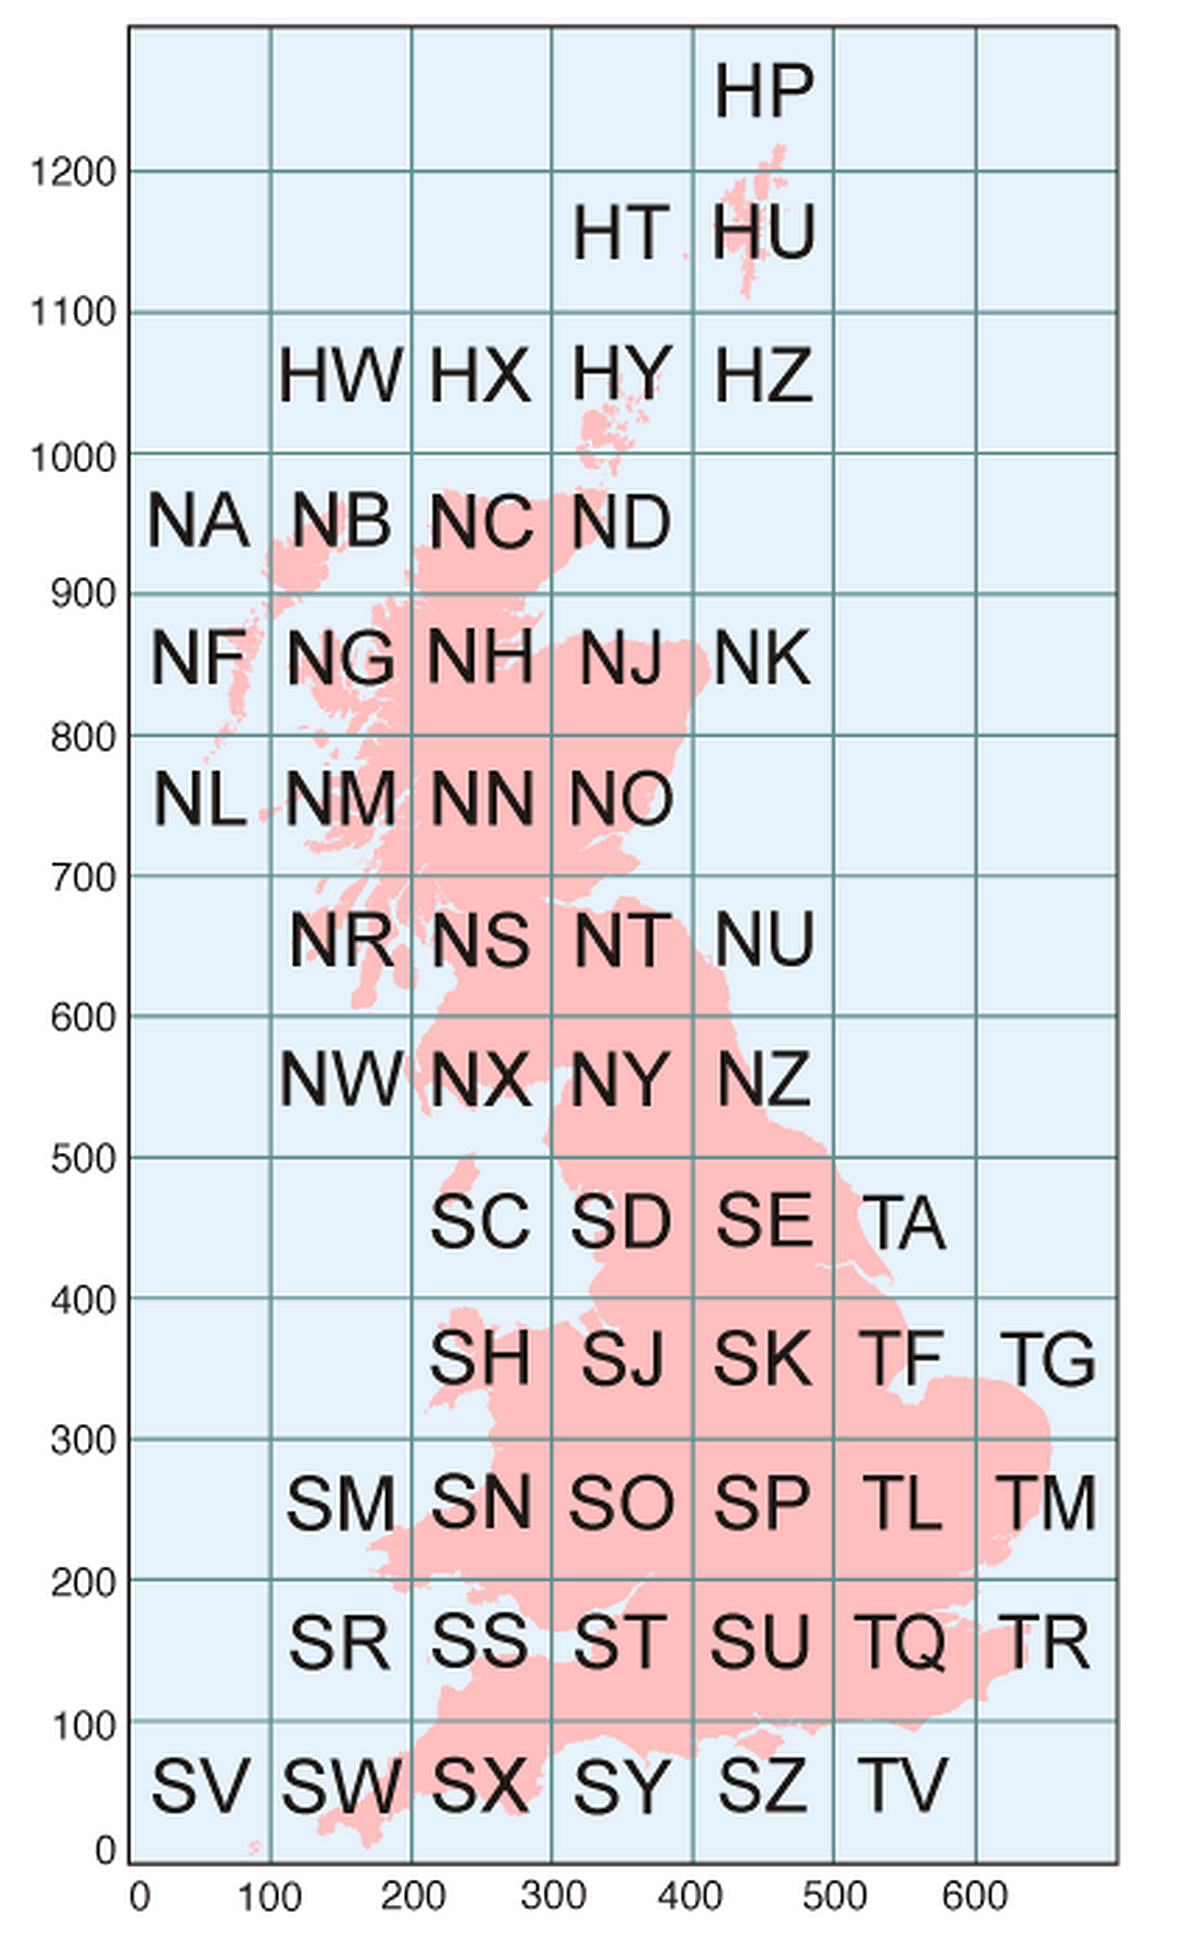 HP
1200
HT HU
1100
HW HX HY HZ
1000
NA NB NC ND
900
NF NG NH NJ NK
800
NL NM NN NO
700
NR NS NT NU
600
NW NX NY NZ
500
SC SD SE TA
400
SH SJ SK TF TG
300
SM SN SO SP TL TM
200
SR SS ST SU TQ TR
100
SV SW SX SY SZ TV
0
0 100 200 300 400 500 600